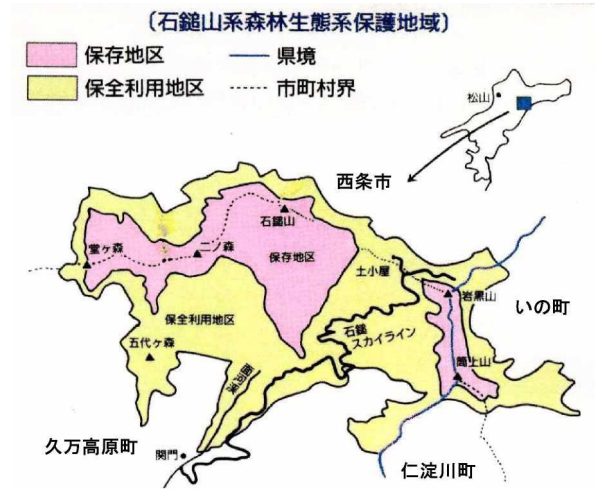 〔石鎚山系森林生態系保護地域〕
保存地区
県境
保全利用地区
市町村界
松山
西条市
石鎚山
堂ヶ森
二ノ森
保存地区
土小屋
岩黒山
いの町
保全利用地区
石鎚
スカイライン
五代ヶ森
筒上山
面河渓
久万高原町
関門
仁淀川町